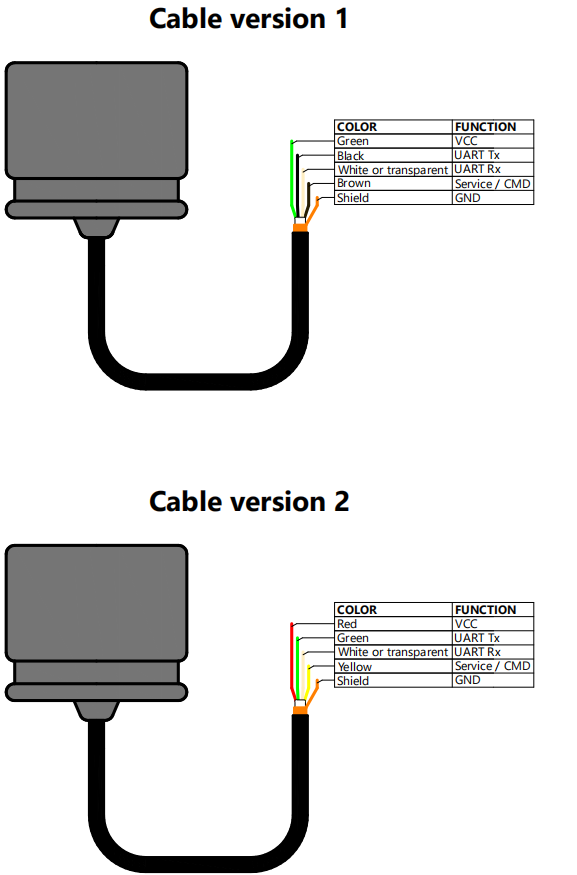 Cable version 1
COLOR FUNCTION
Green VCC
Black UART Tx
White or transparent UART Rx
Brown Service / CMD
Shield GND
Cable version 2
COLOR FUNCTION
Red VCC
Green UART Tx
White or transparent UART Rx
Yellow Service / CMD
Shield GND